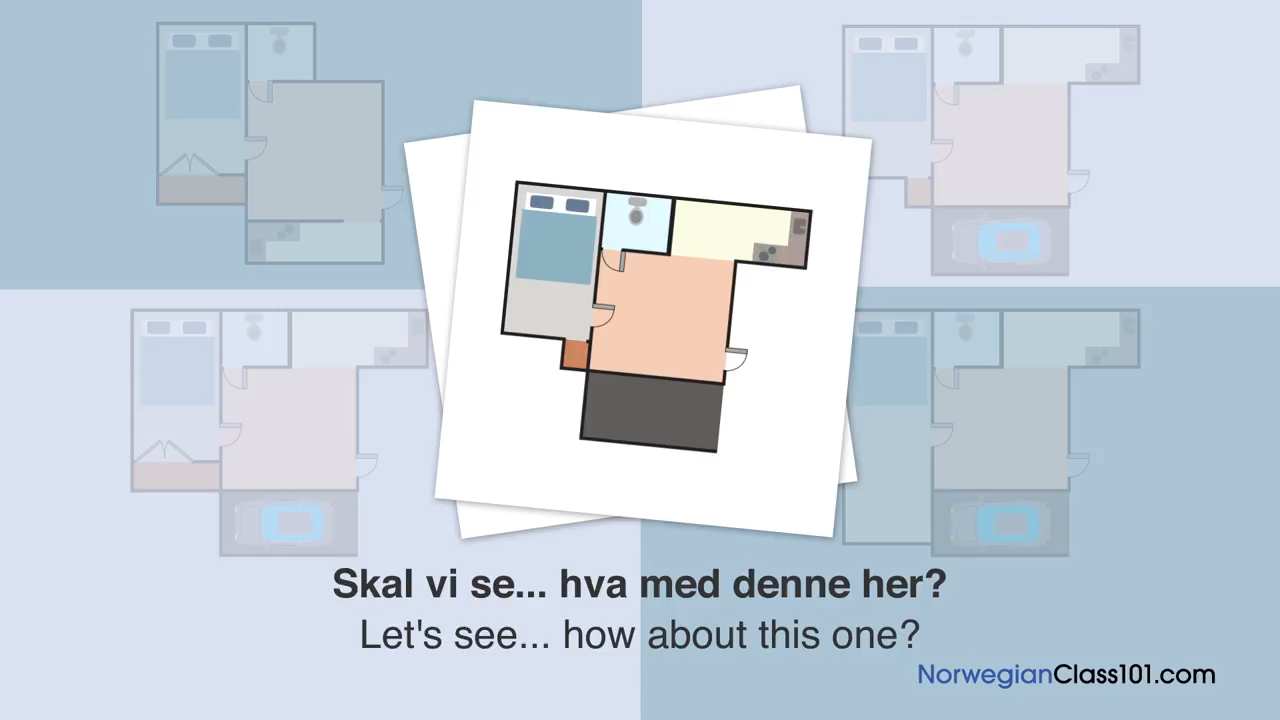 Skal vi se... hva med denne her?
Let's see... how about this one?
NorwegianClass101.com